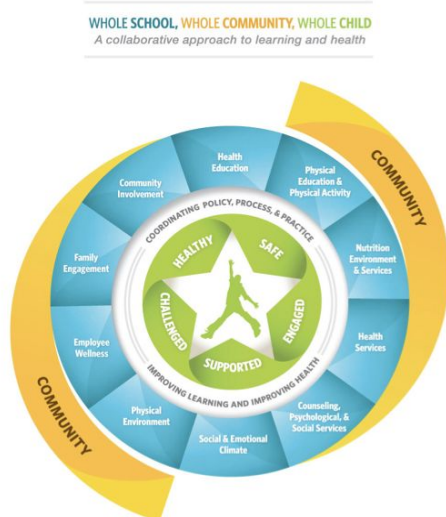 WHOLE SCHOOL, WHOLE COMMUNITY, WHOLE CHILD
A collaborative approach to learning and health
COMMUNITY
Health
Education
Physical
Education &
Physical Activity
Nutrition
Environment
& Services
Health
Services
Counseling,
Psychological, &
Social Services
Social & Emotional
Climate
Physical
Environment
Employee
Wellness
Family
Engagement
Community
Involvement
COORDINATING POLICY, PROCESS, & PRACTICE
HEALTHY
SAFE
ENGAGED
SUPPORTED
CHALLENGED
IMPROVING LEARNING AND IMPROVING HEALTH
COMMUNITY